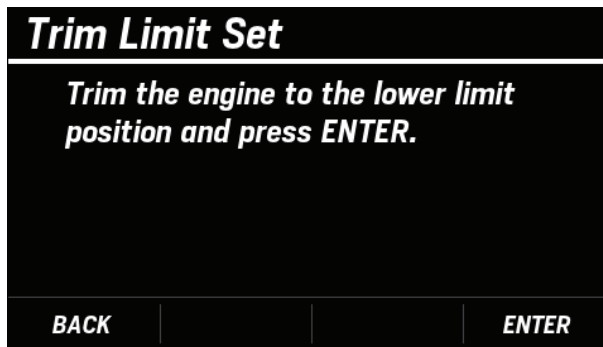 Trim Limit Set
Trim the engine to the lower limit
position and press ENTER.
BACK
ENTER